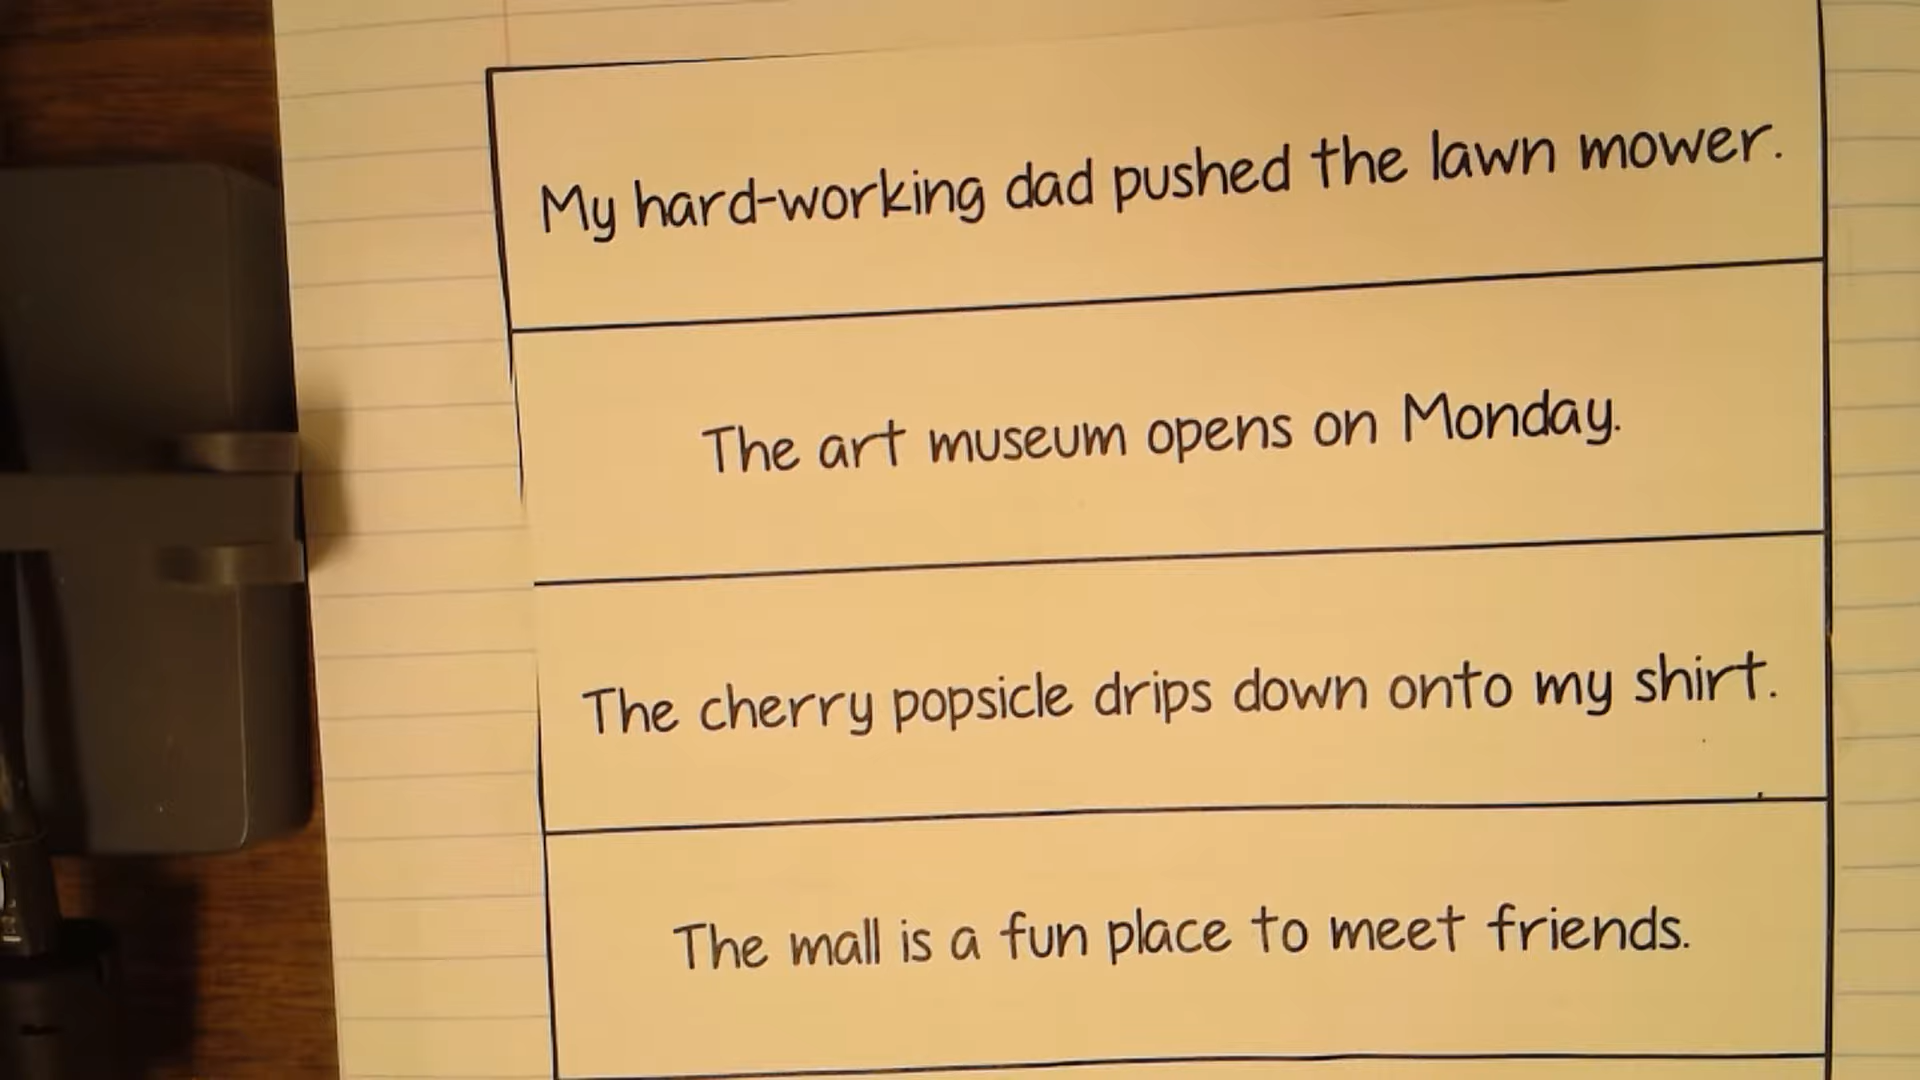 My hard-working dad pushed the lawn mower.
The art museum opens on Monday.
The cherry popsicle drips down onto my shirt.
The mall is a fun place to meet friends.